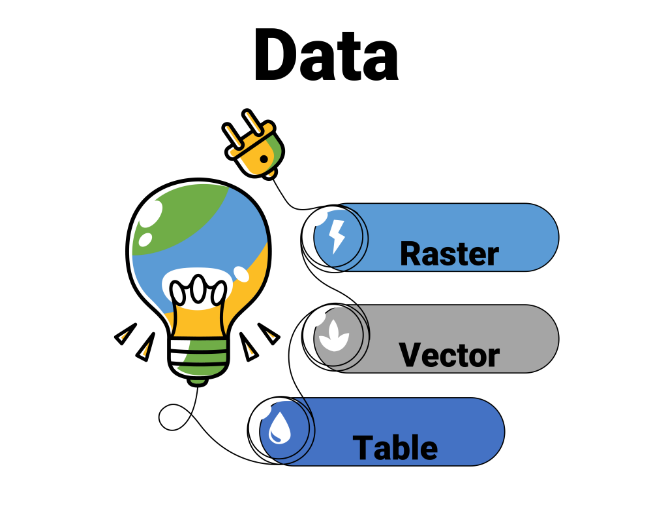 Data
Raster
Vector
Table